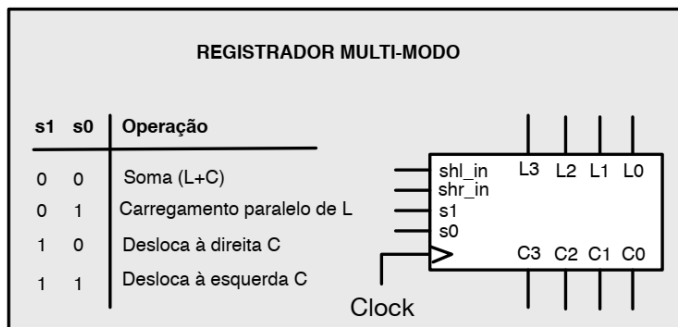 REGISTRADOR MULTI-MODO
s1 s0 Operação
0 0 Soma (L+C)
0 1 Carregamento paralelo de L
1 0 Desloca à direita C
1 1 Desloca à esquerda C
shl_in L3 L2 L1 L0
shr_in
s1
s0
C3 C2 C1 C0
Clock